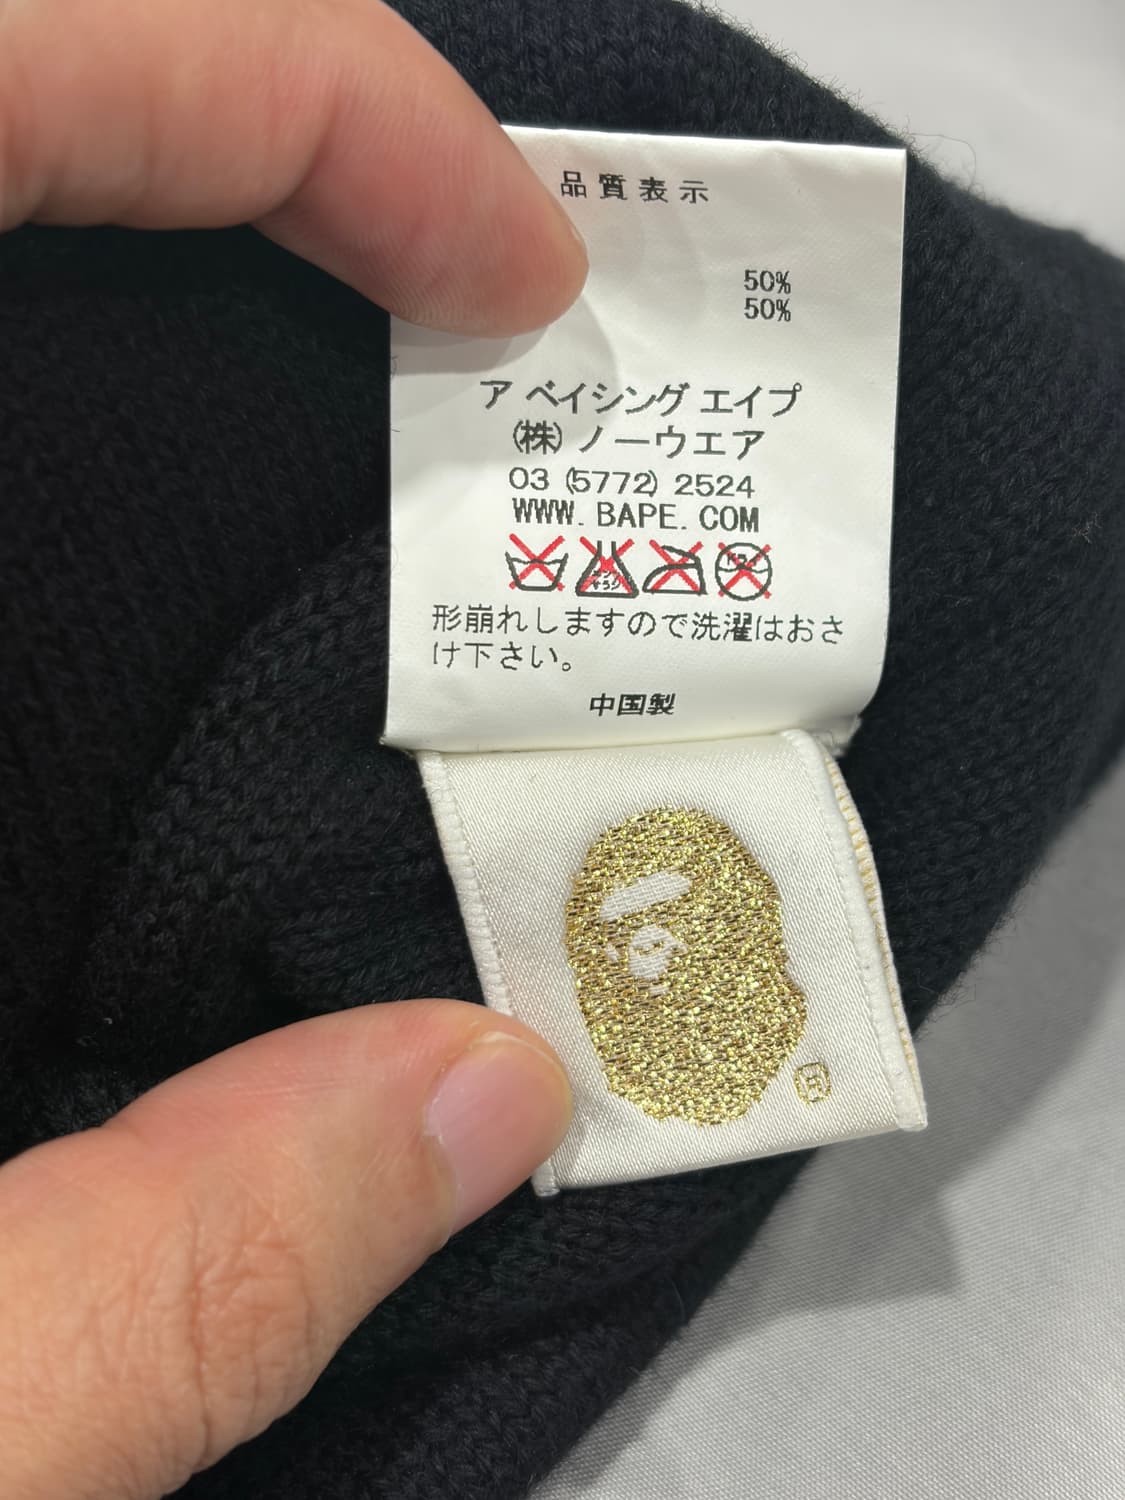 品質表示
50%
50%
ア ベイシング エイプ
(株) ノーウエア
03 (5772) 2524
WWW. BAPE. COM
形崩れしますので洗濯はおさ
け下さい。
中国製